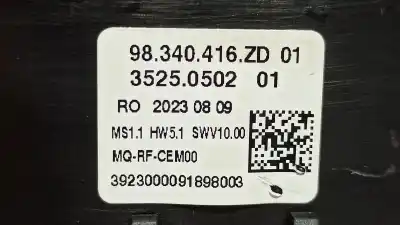 98.340.416.ZD 01
3525.0502 01
RO 2023 08 09
MS1.1 HW5.1 SWV10.00
MQ-RF-CEM00
3923000091898003